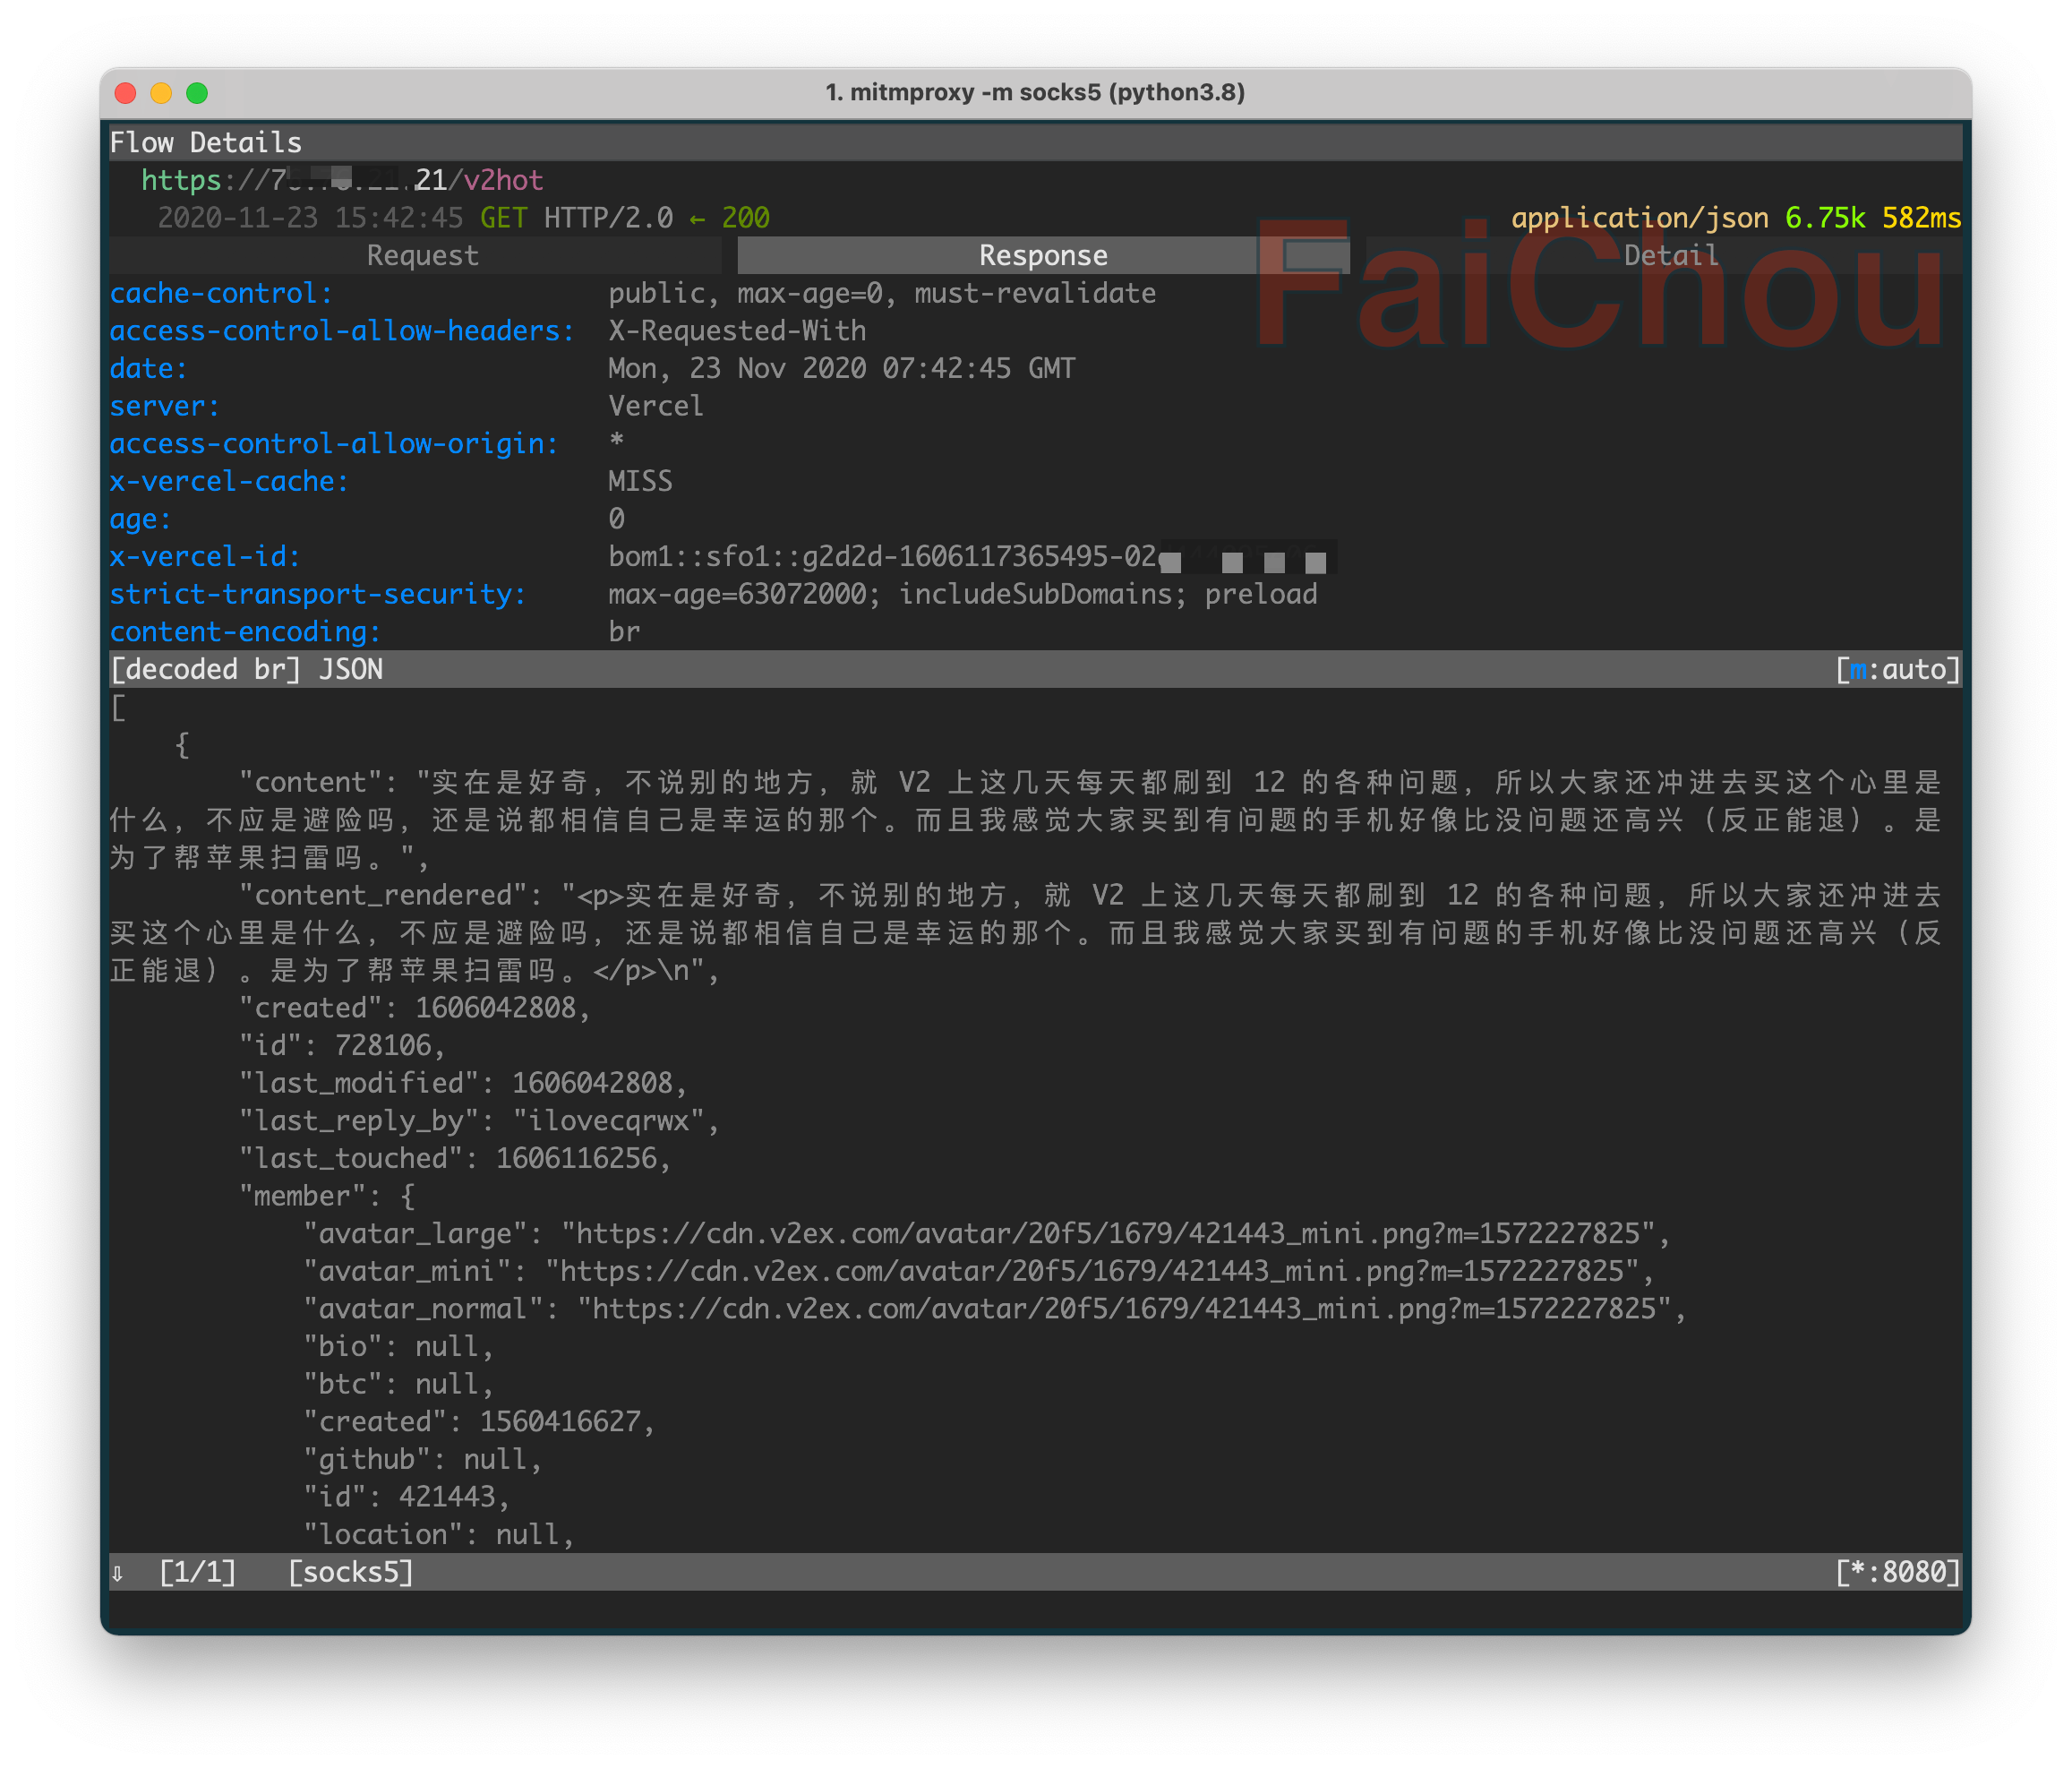 1. mitmproxy -m socks5 (python3.8)
Flow Details
https://7 .21/v2hot
2020-11-23 15:42:45 GET HTTP/2.0 ← 200 application/json 6.75k 582ms
Request Response Detail
FaiChou
cache-control: public, max-age=0, must-revalidate
access-control-allow-headers: X-Requested-With
date: Mon, 23 Nov 2020 07:42:45 GMT
server: Vercel
access-control-allow-origin: *
x-vercel-cache: MISS
age: 0
x-vercel-id: bom1::sfo1::g2d2d-1606117365495-02
strict-transport-security: max-age=63072000; includeSubDomains; preload
content-encoding: br
[decoded br] JSON [m:auto]
[
{
"content": "实在是好奇，不说别的地方，就 V2 上这几天每天都刷到 12 的各种问题，所以大家还冲进去买这个心里是
什么，不应是避险吗，还是说都相信自己是幸运的那个。而且我感觉大家买到有问题的手机好像比没问题还高兴（反正能退）。是
为了帮苹果扫雷吗。",
"content_rendered": "<p>实在是好奇，不说别的地方，就 V2 上这几天每天都刷到 12 的各种问题，所以大家还冲进去
买这个心里是什么，不应是避险吗，还是说都相信自己是幸运的那个。而且我感觉大家买到有问题的手机好像比没问题还高兴（反
正能退）。是为了帮苹果扫雷吗。</p>\n",
"created": 1606042808,
"id": 728106,
"last_modified": 1606042808,
"last_reply_by": "ilovecqrwx",
"last_touched": 1606116256,
"member": {
"avatar_large": "https://cdn.v2ex.com/avatar/20f5/1679/421443_mini.png?m=1572227825",
"avatar_mini": "https://cdn.v2ex.com/avatar/20f5/1679/421443_mini.png?m=1572227825",
"avatar_normal": "https://cdn.v2ex.com/avatar/20f5/1679/421443_mini.png?m=1572227825",
"bio": null,
"btc": null,
"created": 1560416627,
"github": null,
"id": 421443,
"location": null,
⇩ [1/1] [socks5] [*:8080]